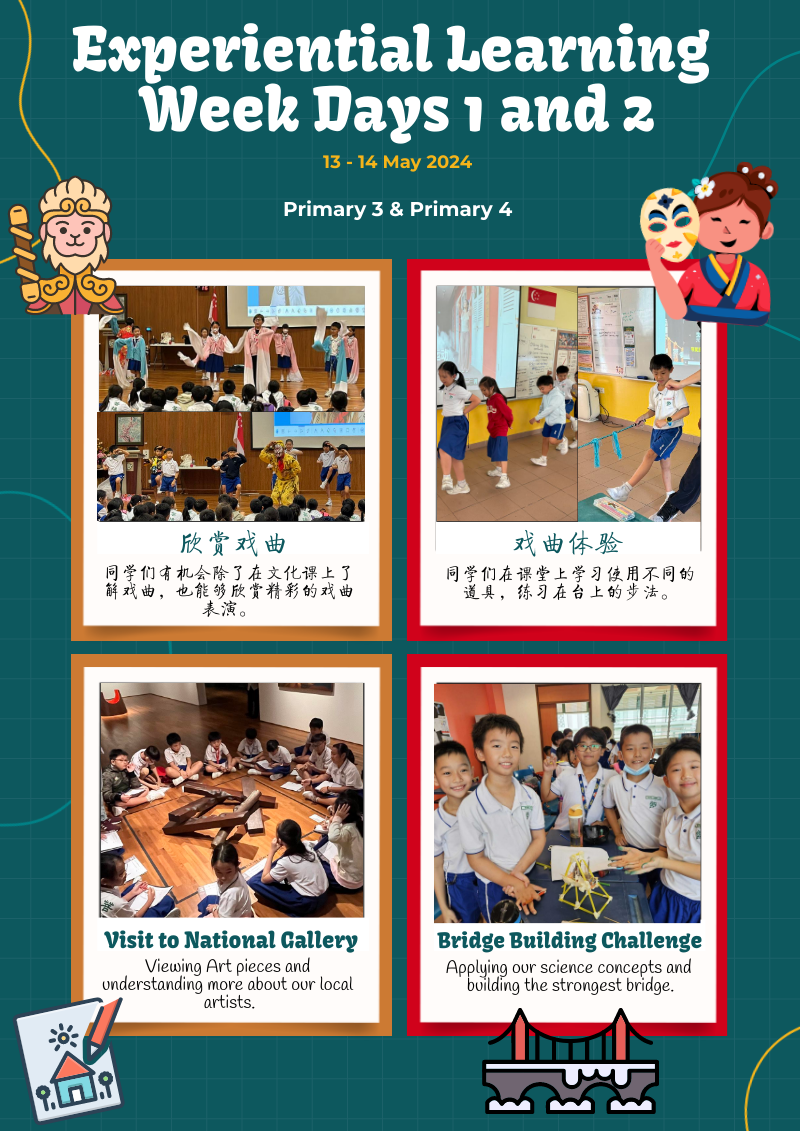 Experiential Learning
Week Days 1 and 2
13 - 14 May 2024
Primary 3 & Primary 4
欣赏戏曲
同学们有机会除了在文化课上了
解戏曲，也能够欣赏精彩的戏曲
表演。
戏曲体验
同学们在课堂上学习使用不同的
道具，练习在台上的步法。
Visit to National Gallery
Viewing Art pieces and
understanding more about our local
artists.
Bridge Building Challenge
Applying our science concepts and
building the strongest bridge.